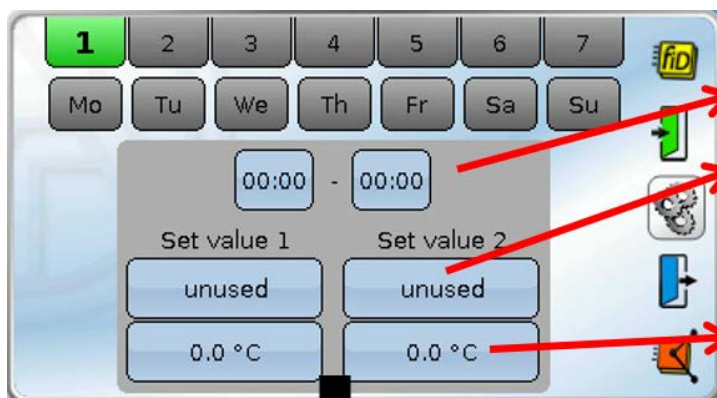 1 2 3 4 5 6 7
fiD
Mo Tu We Th Fr Sa Su
00:00 - 00:00
Set value 1 Set value 2
unused unused
0.0 °C 0.0 °C